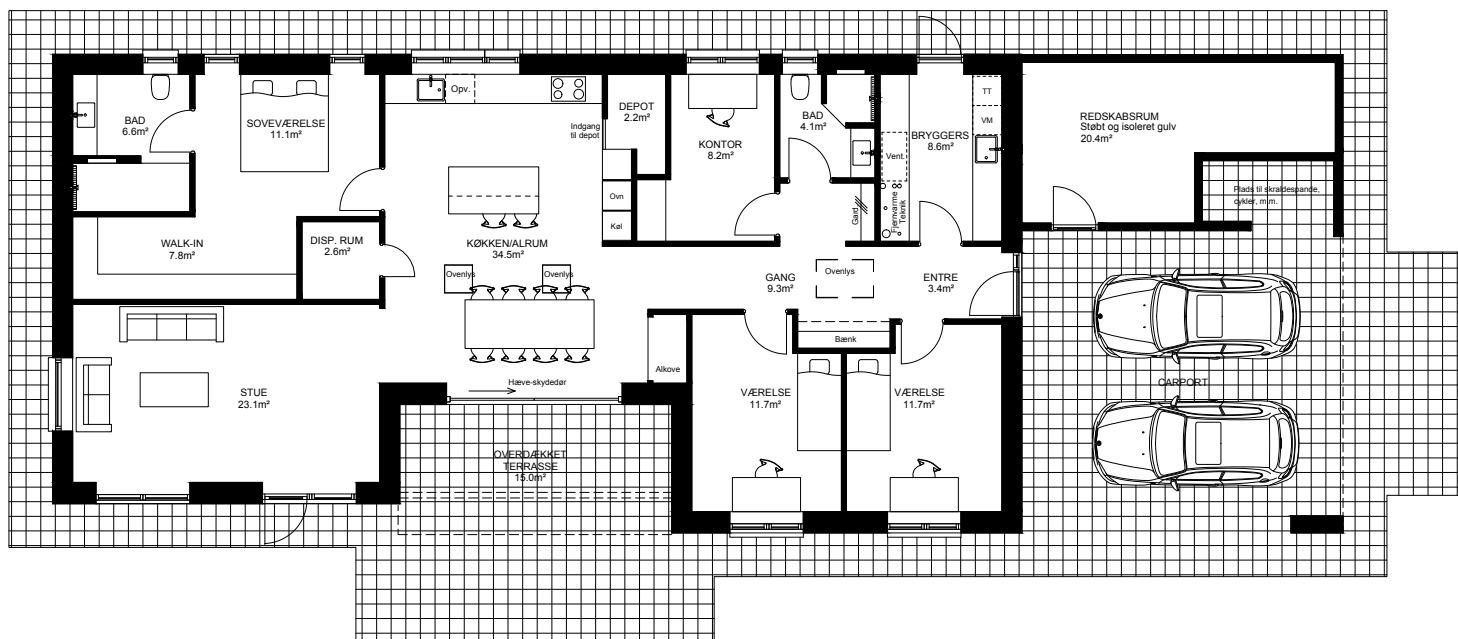 BAD
6.6m²
SOVEVÆRELSE
11.1m²
Opv.
Indgang
til depot
DEPOT
2.2m²
KONTOR
8.2m²
BAD
4.1m²
BRYGGERS
8.6m²
TT
VM
Vent.
Fjernvarme
Teknik
Gard.
REDSKABSRUM
Støbt og isoleret gulv
20.4m²
Plads til skraldespande,
cykler, m.m.
WALK-IN
7.8m²
DISP. RUM
2.6m²
Ovn
Køl
KØKKEN/ALRUM
34.5m²
Ovenlys
Ovenlys
GANG
9.3m²
Ovenlys
ENTRE
3.4m²
Bænk
Alkove
Hæve-skydedør
STUE
23.1m²
VÆRELSE
11.7m²
VÆRELSE
11.7m²
CARPORT
OVERDÆKKET
TERRASSE
15.0m²